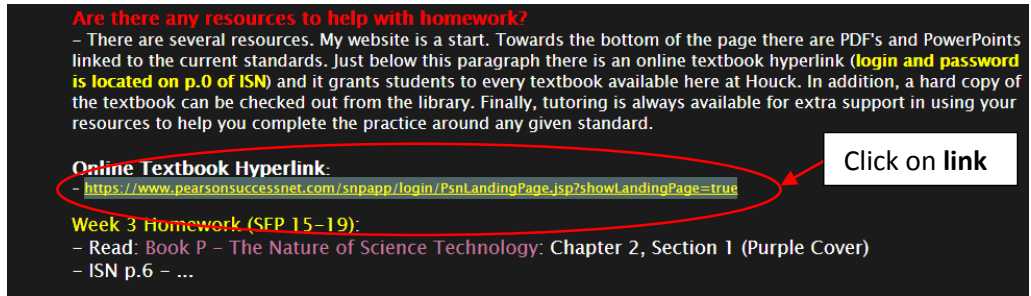 Are there any resources to help with homework?
– There are several resources. My website is a start. Towards the bottom of the page there are PDF's and PowerPoints
linked to the current standards. Just below this paragraph there is an online textbook hyperlink (login and password
is located on p.0 of ISN) and it grants students to every textbook available here at Houck. In addition, a hard copy of
the textbook can be checked out from the library. Finally, tutoring is always available for extra support in using your
resources to help you complete the practice around any given standard.
Online Textbook Hyperlink:
– https://www.pearsonsuccessnet.com/snpapp/login/PsnLandingPage.jsp?showLandingPage=true
Click on link
Week 3 Homework (SEP 15–19):
– Read: Book P – The Nature of Science Technology: Chapter 2, Section 1 (Purple Cover)
– ISN p.6 – ...